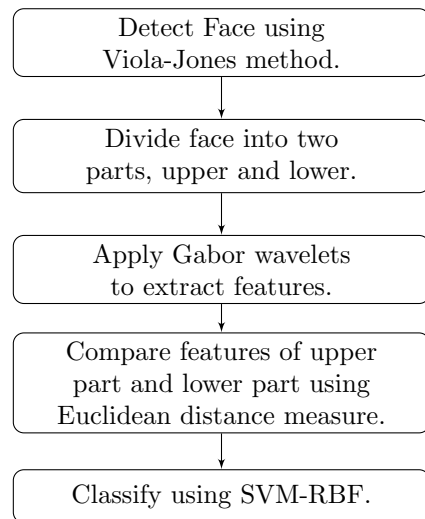 Detect Face using
Viola-Jones method.
Divide face into two
parts, upper and lower.
Apply Gabor wavelets
to extract features.
Compare features of upper
part and lower part using
Euclidean distance measure.
Classify using SVM-RBF.